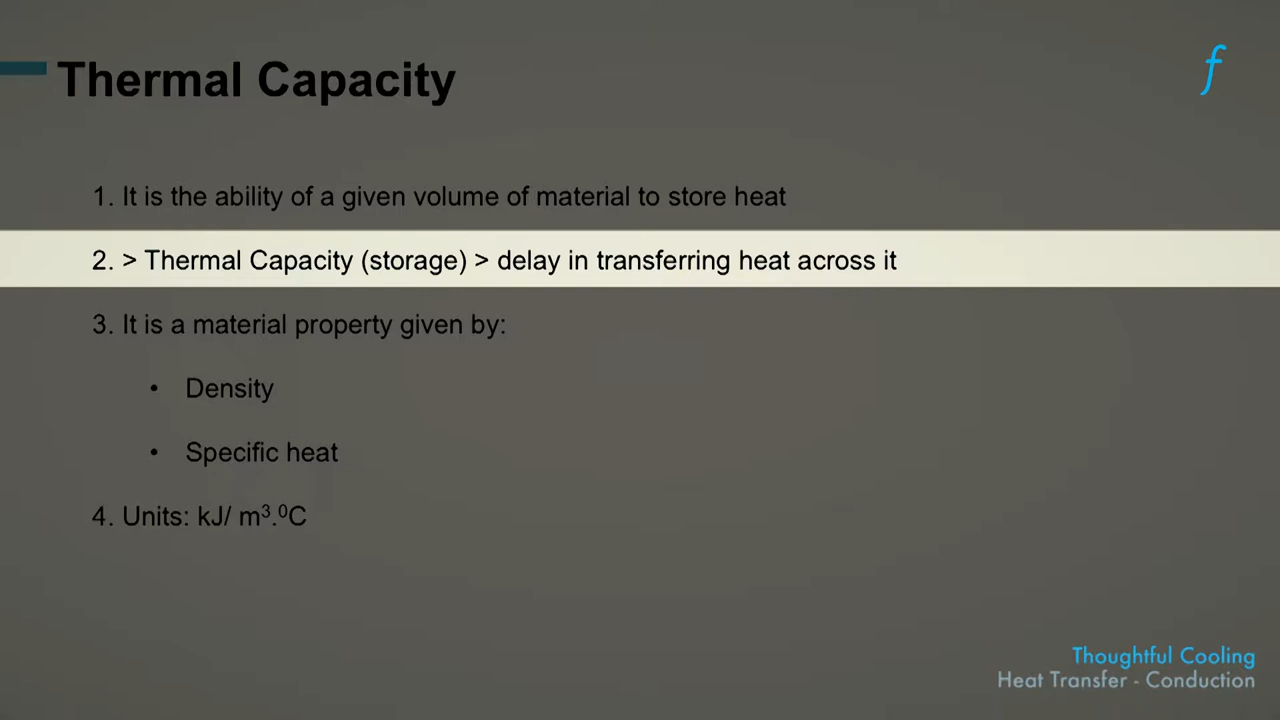 Thermal Capacity
f
1. It is the ability of a given volume of material to store heat
2. > Thermal Capacity (storage) > delay in transferring heat across it
3. It is a material property given by:
• Density
• Specific heat
4. Units: kJ/ m³.⁰C
Thoughtful Cooling
Heat Transfer - Conduction